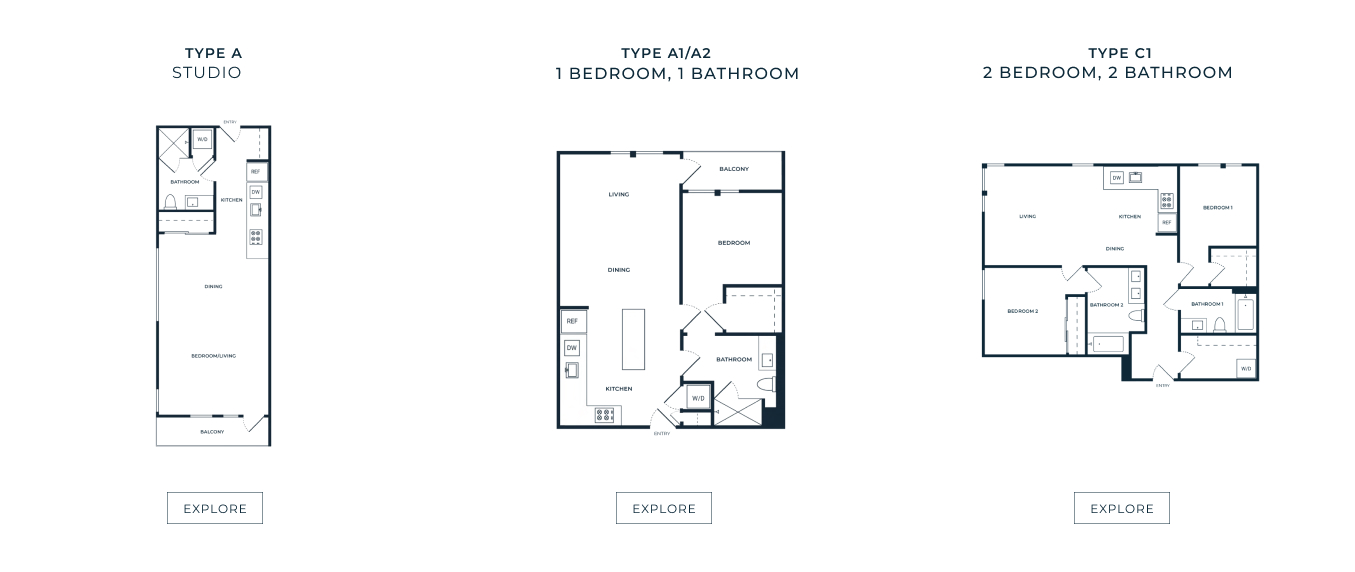 TYPE A
STUDIO
ENTRY
W/D
REF
BATHROOM
DW
KITCHEN
DINING
BEDROOM/LIVING
BALCONY
EXPLORE
TYPE A1/A2
1 BEDROOM, 1 BATHROOM
BALCONY
LIVING
BEDROOM
DINING
REF
DW
BATHROOM
KITCHEN
W/D
ENTRY
EXPLORE
TYPE C1
2 BEDROOM, 2 BATHROOM
DW
BEDROOM 1
LIVING
KITCHEN
REF
DINING
BATHROOM 2
BATHROOM 1
BEDROOM 2
W/D
ENTRY
EXPLORE